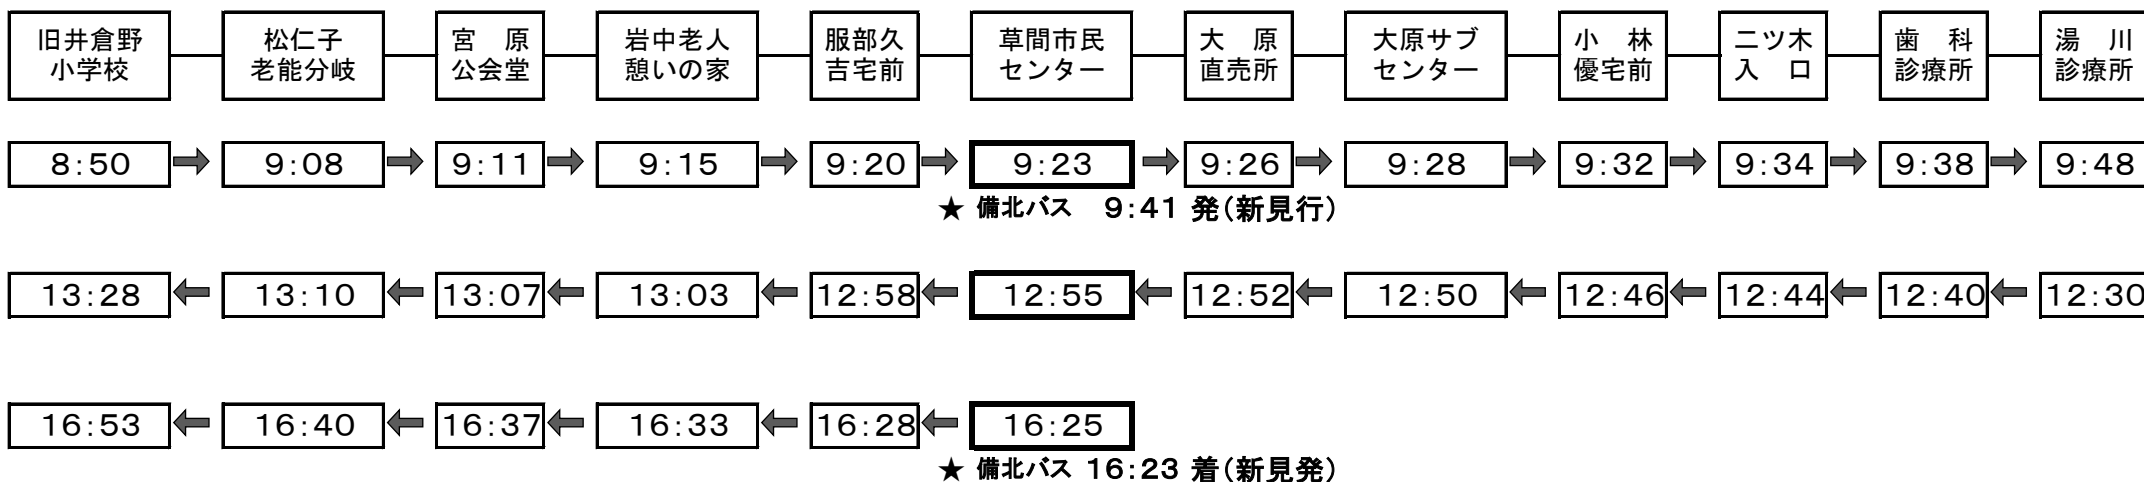 旧井倉野 松仁子 宮　原 岩中老人 服部久 草間市民 大　原 大原サブ 小　林 二ツ木 歯　科 湯　川
小学校 老能分岐 公会堂 憩いの家 吉宅前 センター 直売所 センター 優宅前 入　口 診療所 診療所
8:50 ➡ 9:08 ➡ 9:11 ➡ 9:15 ➡ 9:20 ➡ 9:23 ➡ 9:26 ➡ 9:28 ➡ 9:32 ➡ 9:34 ➡ 9:38 ➡ 9:48
★ 備北バス　9:41 発(新見行)
13:28 ⬅ 13:10 ⬅ 13:07 ⬅ 13:03 ⬅ 12:58 ⬅ 12:55 ⬅ 12:52 ⬅ 12:50 ⬅ 12:46 ⬅ 12:44 ⬅ 12:40 ⬅ 12:30
16:53 ⬅ 16:40 ⬅ 16:37 ⬅ 16:33 ⬅ 16:28 ⬅ 16:25
★ 備北バス 16:23 着(新見発)